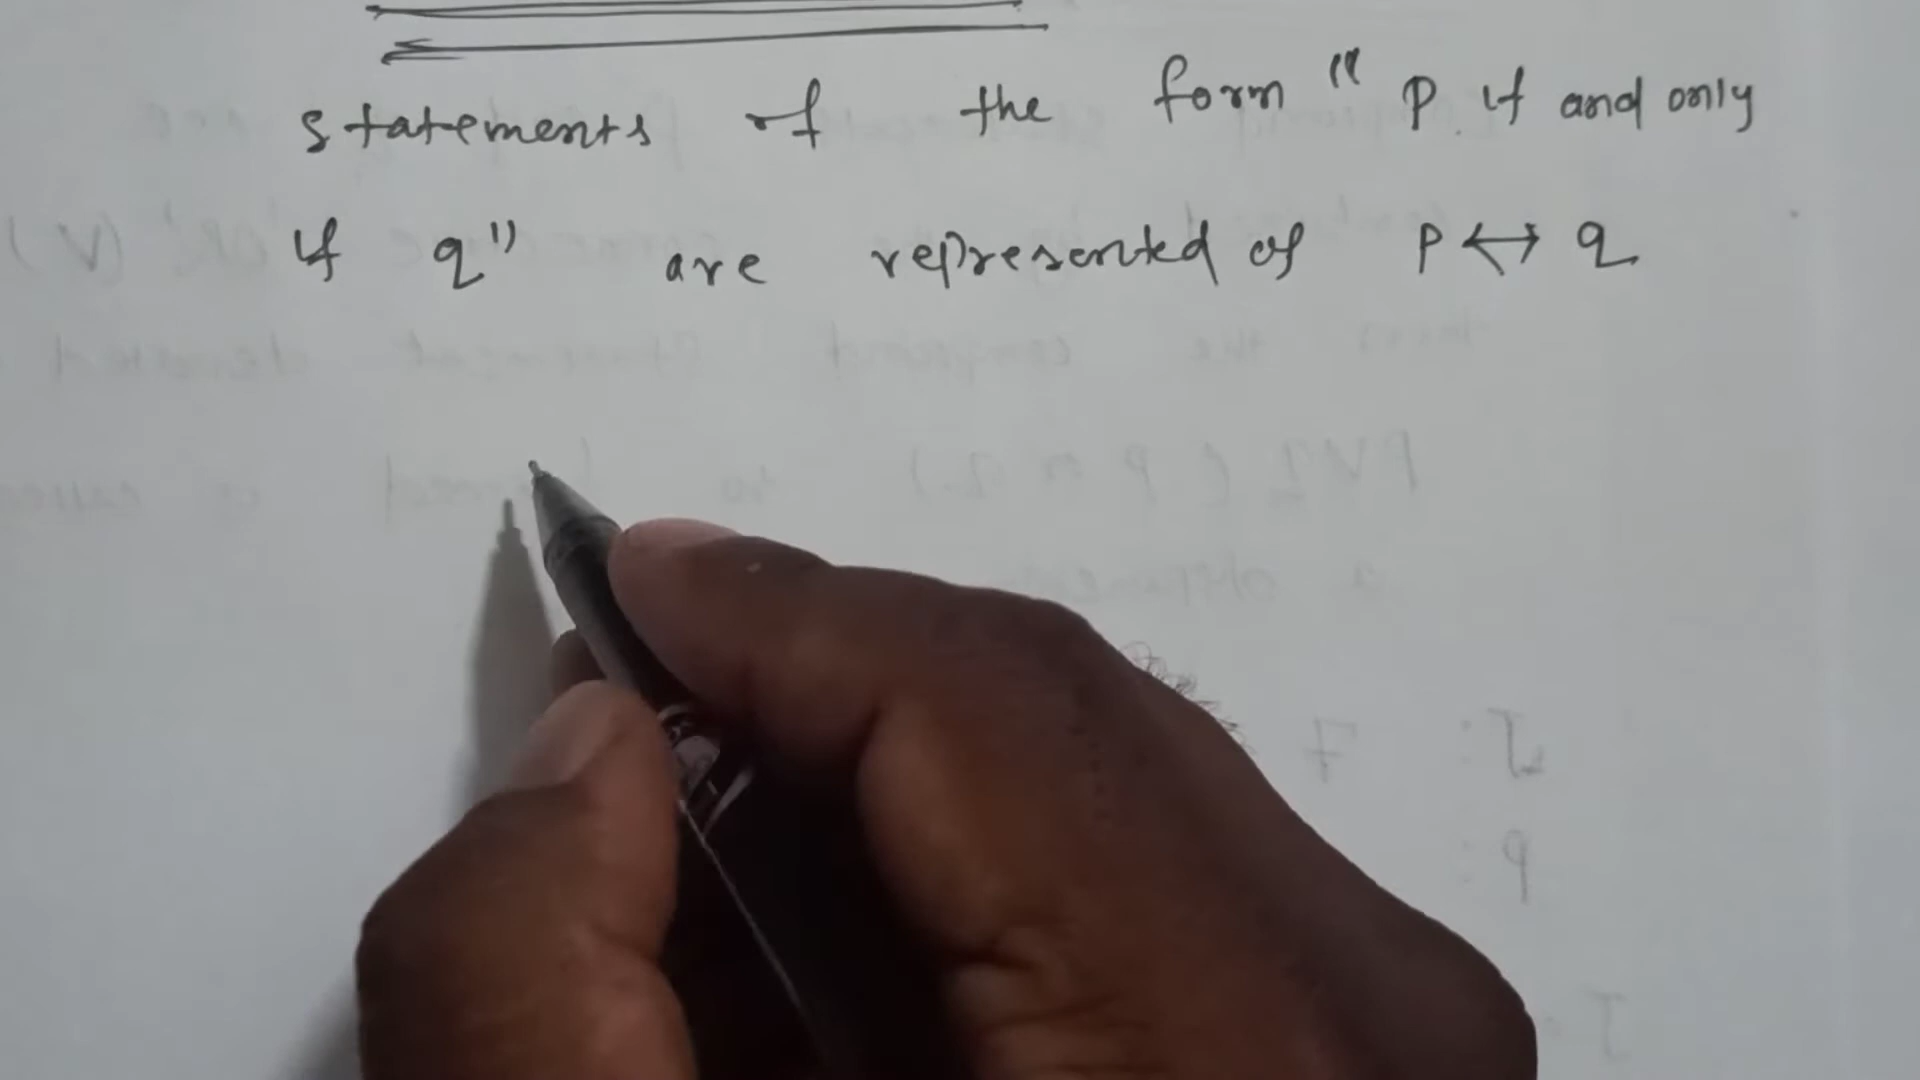 statements of the form " P if and only
if q" are represented of P ↔ q